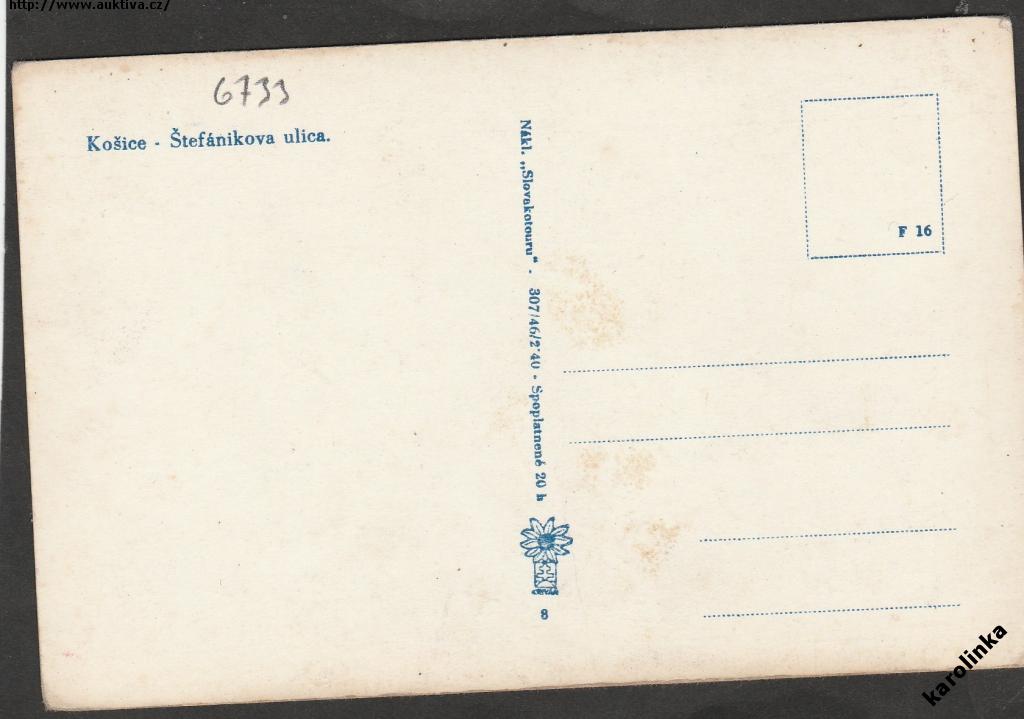 http://www.auktiva.cz/
6733
Košice - Štefánikova ulica.
Nákl. „Slovakotouru“ - 307/46/2˙40 - Spoplatnené 20 h
8
F 16
karolinka